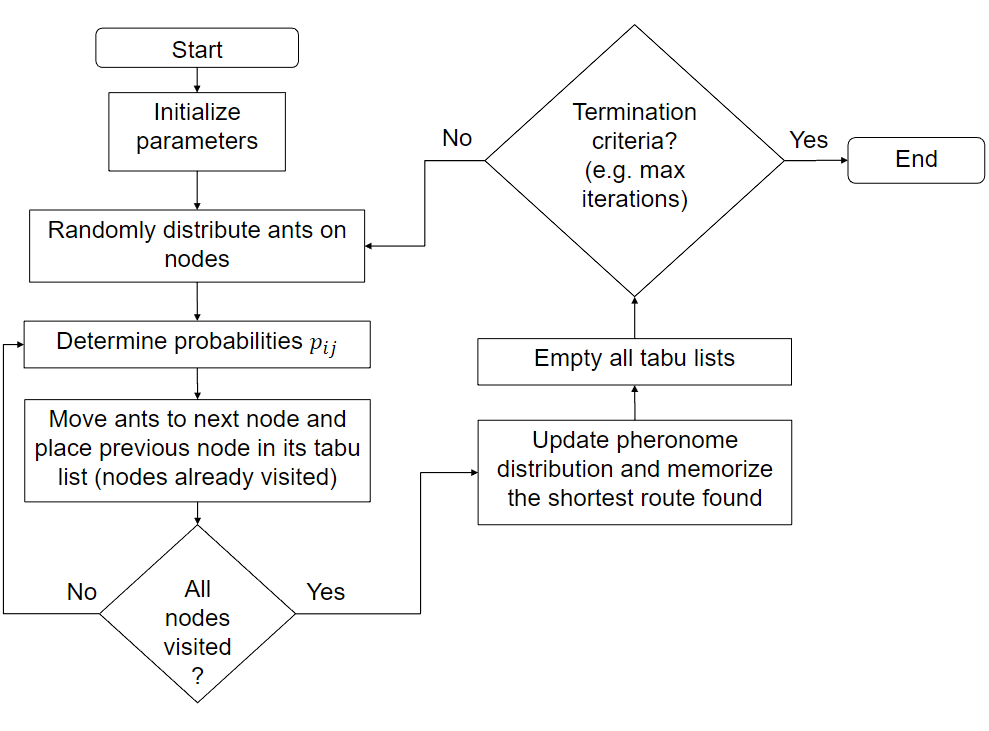 Start
Initialize
parameters
Randomly distribute ants on
nodes
Determine probabilities p_{ij}
Move ants to next node and
place previous node in its tabu
list (nodes already visited)
No
All
nodes
visited
?
Yes
Update pheronome
distribution and memorize
the shortest route found
Empty all tabu lists
Termination
criteria?
(e.g. max
iterations)
No
Yes
End